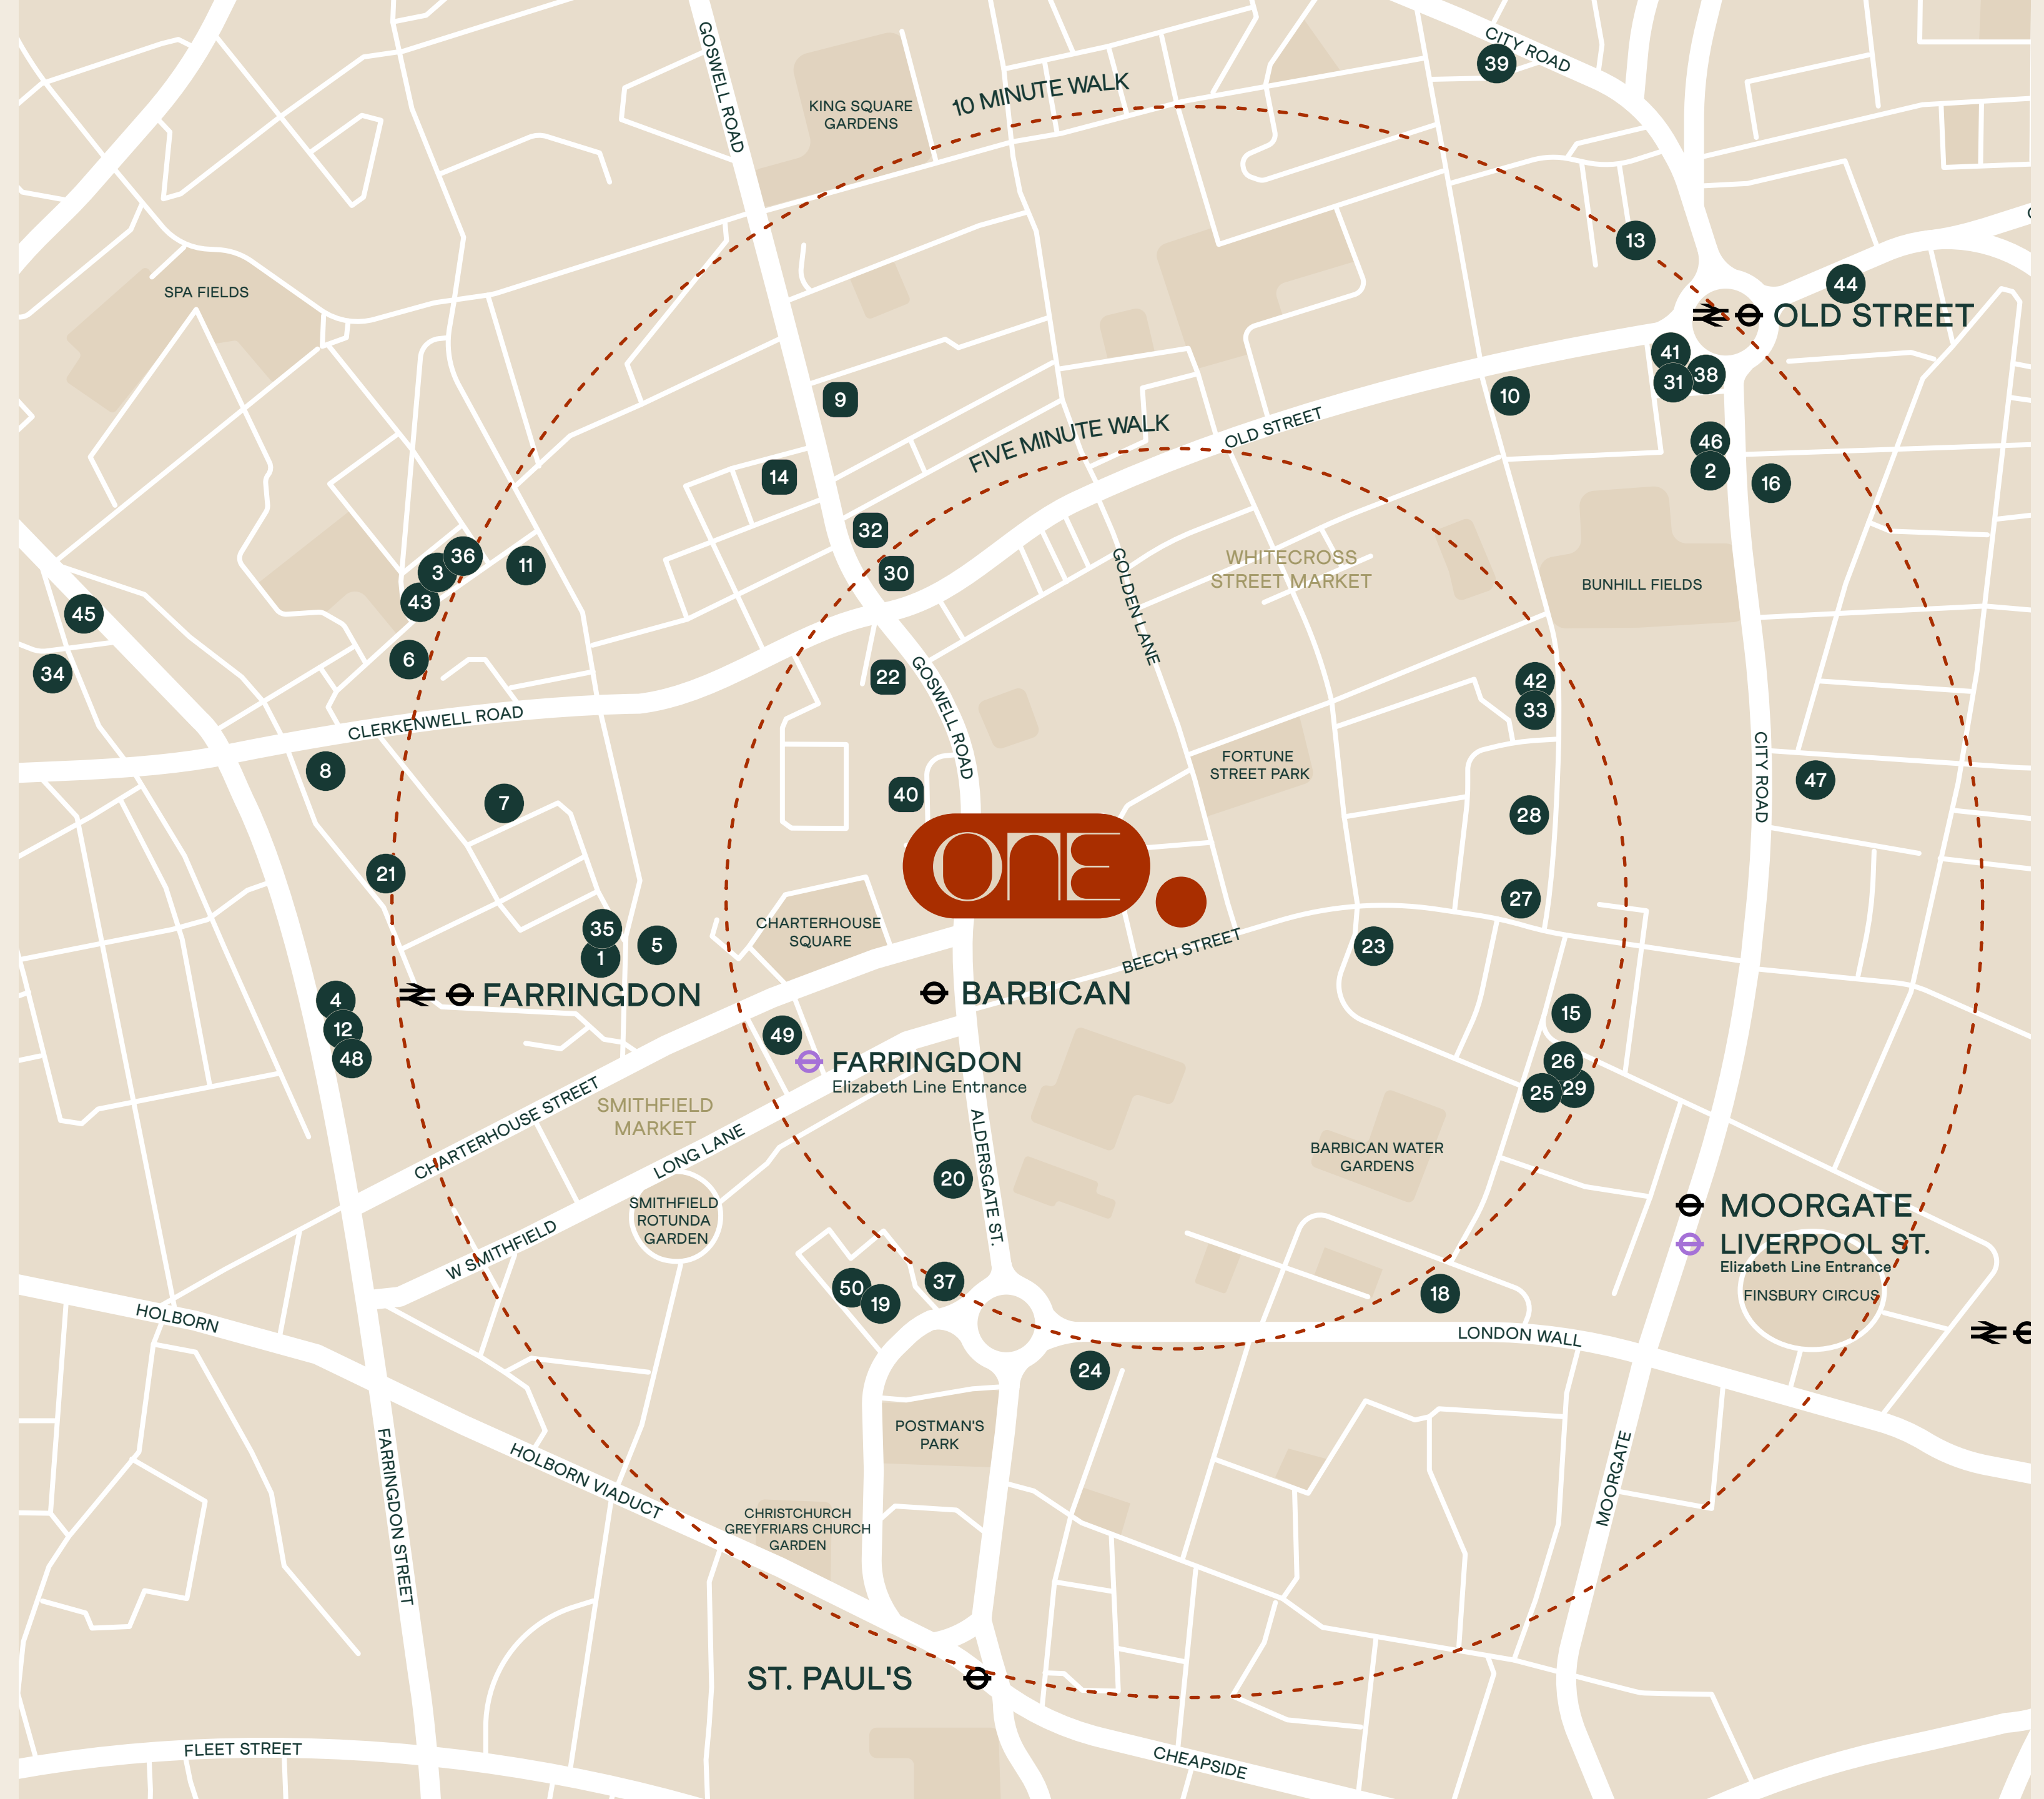 CITY ROAD
39
GOSWELL ROAD
10 MINUTE WALK
KING SQUARE
GARDENS
13
SPA FIELDS
44
OLD STREET
41
38
31
10
9
FIVE MINUTE WALK
OLD STREET
46
2
14
16
32
36
3
11
30
WHITECROSS
STREET MARKET
BUNHILL FIELDS
43
45
GOLDEN LANE
6
34
22
42
33
GOSWELL ROAD
CLERKENWELL ROAD
8
FORTUNE
STREET PARK
CITY ROAD
47
7
40
28
ONE
21
27
35
5
1
CHARTERHOUSE
SQUARE
23
BEECH STREET
4
FARRINGDON
BARBICAN
12
15
48
49
FARRINGDON
Elizabeth Line Entrance
26
25
29
SMITHFIELD
MARKET
CHARTERHOUSE STREET
LONG LANE
ALDERSGATE ST.
BARBICAN WATER
GARDENS
20
SMITHFIELD
ROTUNDA
GARDEN
MOORGATE
LIVERPOOL ST.
Elizabeth Line Entrance
FINSBURY CIRCUS
W SMITHFIELD
50
19
37
18
HOLBORN
LONDON WALL
24
POSTMAN'S
PARK
FARRINGDON STREET
HOLBORN VIADUCT
MOORGATE
CHRISTCHURCH
GREYFRIARS CHURCH
GARDEN
ST. PAUL'S
FLEET STREET
CHEAPSIDE